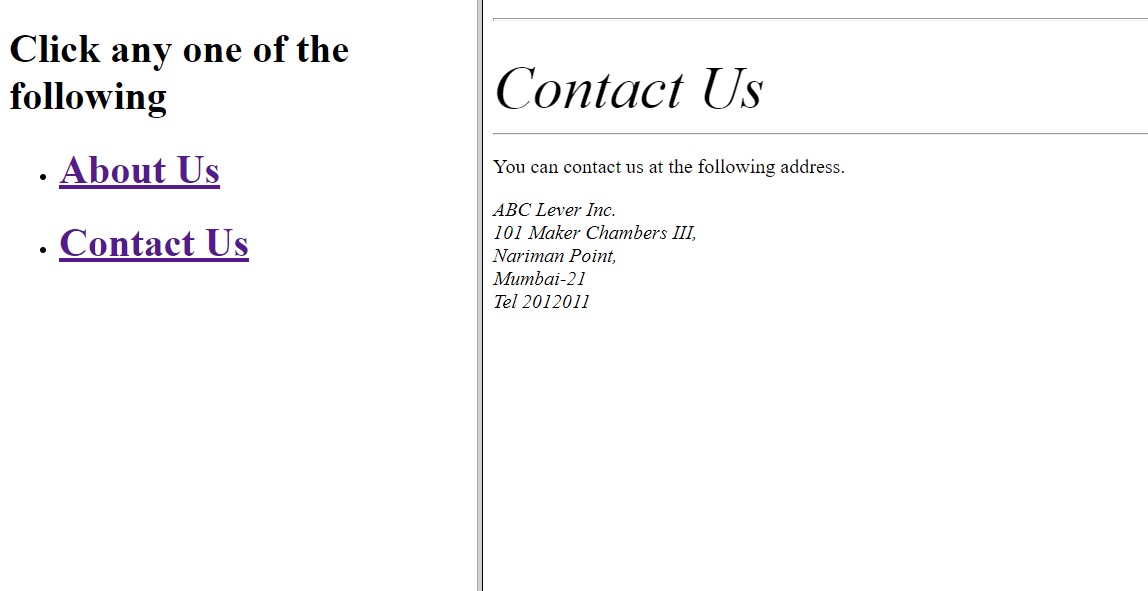 Click any one of the
following
About Us
Contact Us
Contact Us
You can contact us at the following address.
ABC Lever Inc.
101 Maker Chambers III,
Nariman Point,
Mumbai-21
Tel 2012011